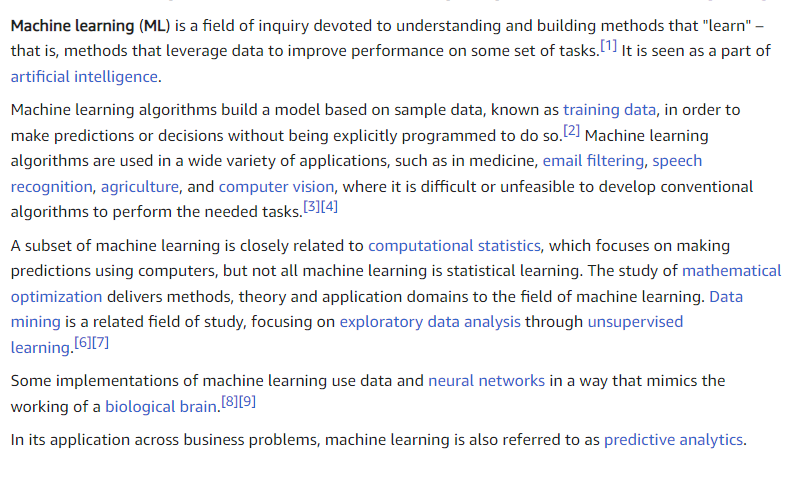 Machine learning (ML) is a field of inquiry devoted to understanding and building methods that "learn" –
that is, methods that leverage data to improve performance on some set of tasks.[1] It is seen as a part of
artificial intelligence.
Machine learning algorithms build a model based on sample data, known as training data, in order to
make predictions or decisions without being explicitly programmed to do so.[2] Machine learning
algorithms are used in a wide variety of applications, such as in medicine, email filtering, speech
recognition, agriculture, and computer vision, where it is difficult or unfeasible to develop conventional
algorithms to perform the needed tasks.[3][4]
A subset of machine learning is closely related to computational statistics, which focuses on making
predictions using computers, but not all machine learning is statistical learning. The study of mathematical
optimization delivers methods, theory and application domains to the field of machine learning. Data
mining is a related field of study, focusing on exploratory data analysis through unsupervised
learning.[6][7]
Some implementations of machine learning use data and neural networks in a way that mimics the
working of a biological brain.[8][9]
In its application across business problems, machine learning is also referred to as predictive analytics.